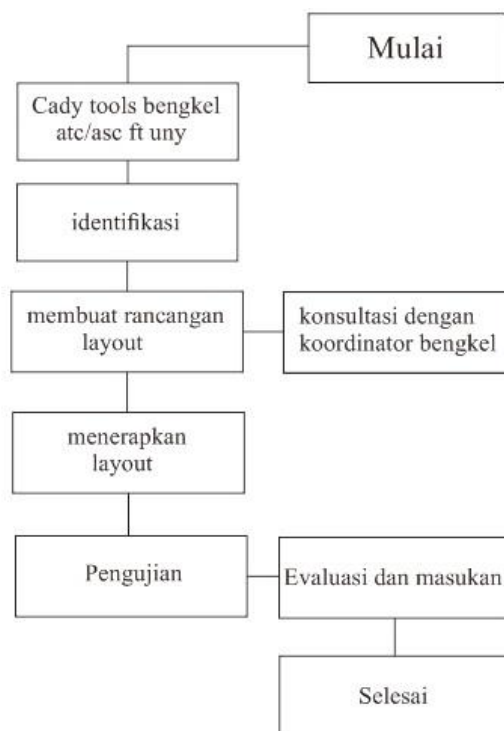 Mulai
Cady tools bengkel
atc/asc ft uny
identifikasi
membuat rancangan
layout
konsultasi dengan
koordinator bengkel
menerapkan
layout
Pengujian
Evaluasi dan masukan
Selesai